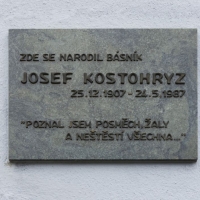 ZDE SE NARODIL BÁSNÍK
JOSEF KOSTOHRYZ
25.12.1907 - 24.5.1987
"POZNAL JSEM POSMĚCH, ŽALY
A NEŠTĚSTÍ VŠECHNA..."